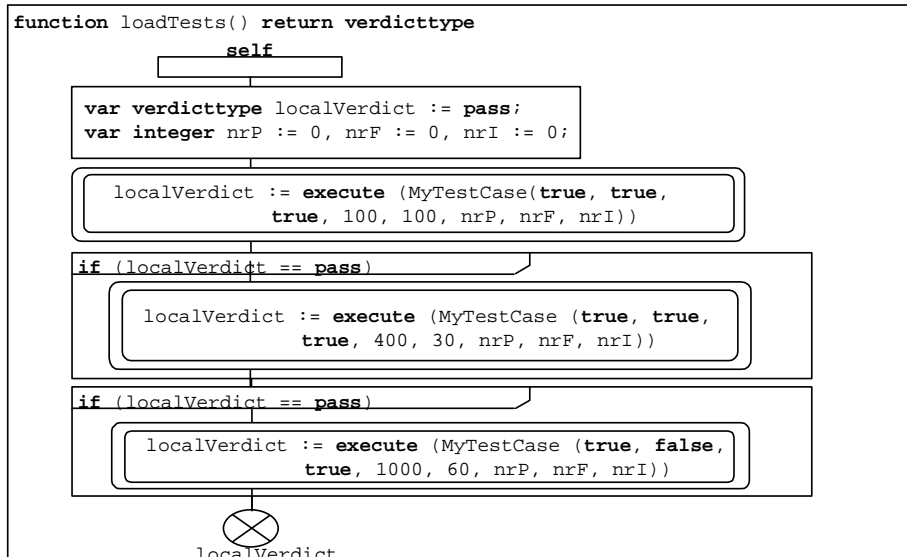 function loadTests() return verdicttype
self
var verdicttype localVerdict := pass;
var integer nrP := 0, nrF := 0, nrI := 0;
localVerdict := execute (MyTestCase(true, true,
true, 100, 100, nrP, nrF, nrI))
if (localVerdict == pass)
localVerdict := execute (MyTestCase (true, true,
true, 400, 30, nrP, nrF, nrI))
if (localVerdict == pass)
localVerdict := execute (MyTestCase (true, false,
true, 1000, 60, nrP, nrF, nrI))
localVerdict